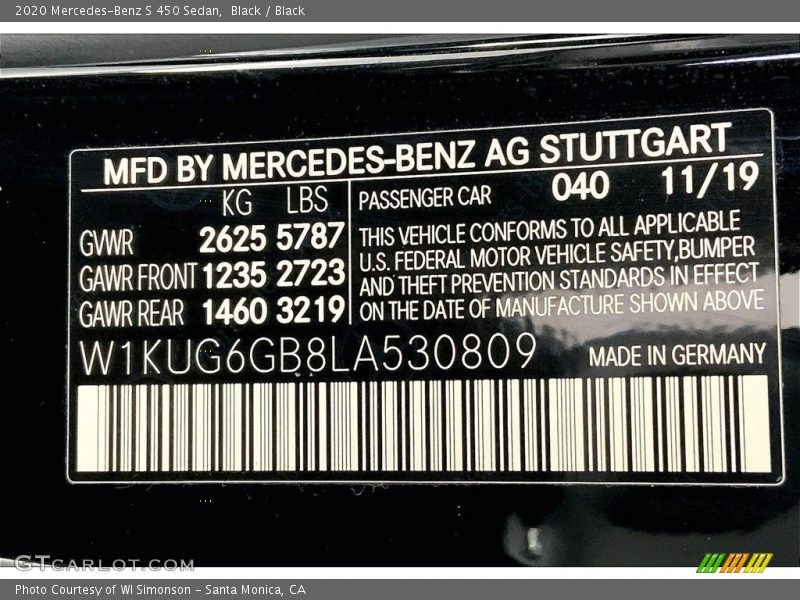 2020 Mercedes-Benz S 450 Sedan, Black / Black
MFD BY MERCEDES-BENZ AG STUTTGART
KG LBS
GVWR 2625 5787
GAWR FRONT 1235 2723
GAWR REAR 1460 3219
PASSENGER CAR 040 11/19
THIS VEHICLE CONFORMS TO ALL APPLICABLE
U.S. FEDERAL MOTOR VEHICLE SAFETY,BUMPER
AND THEFT PREVENTION STANDARDS IN EFFECT
ON THE DATE OF MANUFACTURE SHOWN ABOVE
W1KUG6GB8LA530809 MADE IN GERMANY
GTCARLOT.COM
Photo Courtesy of WI Simonson - Santa Monica, CA